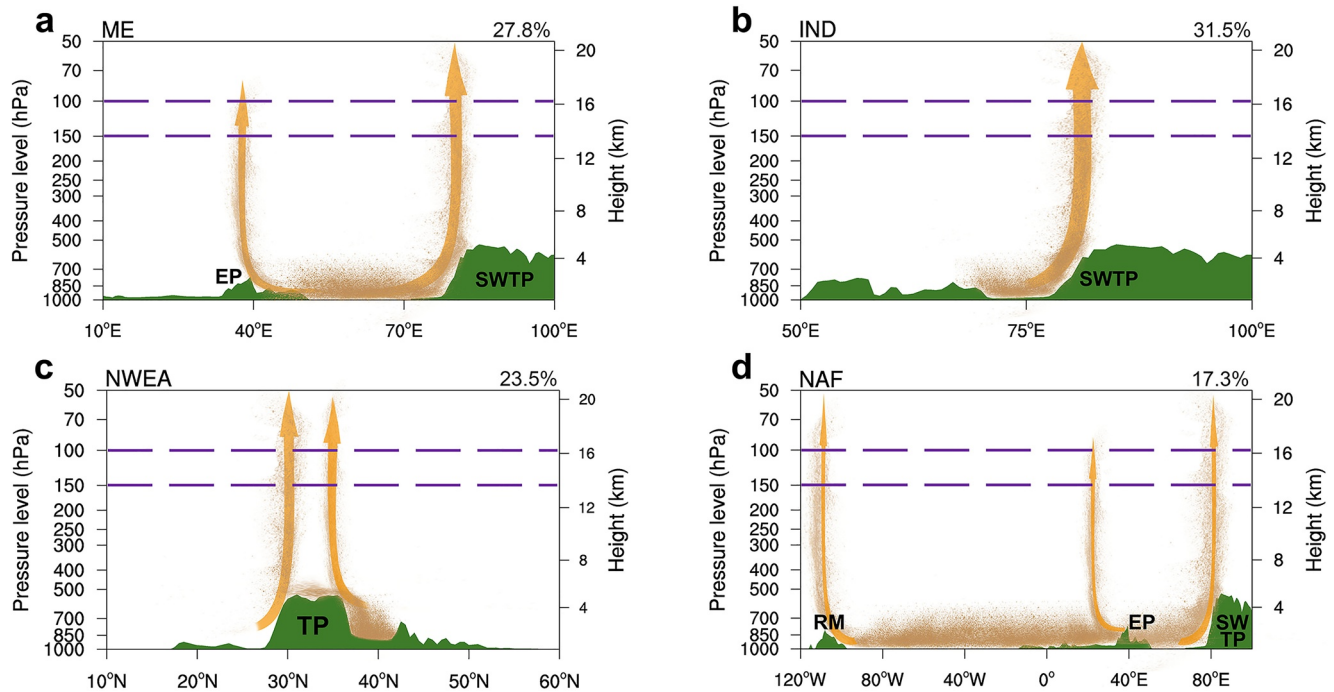 a
ME
27.8%
50
70
100
150
200
250
300
400
500
700
850
1000
Pressure level (hPa)
20
16
12
8
4
Height (km)
EP
SWTP
10°E
40°E
70°E
100°E
b
IND
31.5%
50
70
100
150
200
250
300
400
500
700
850
1000
Pressure level (hPa)
20
16
12
8
4
Height (km)
SWTP
50°E
75°E
100°E
c
NWEA
23.5%
50
70
100
150
200
250
300
400
500
700
850
1000
Pressure level (hPa)
20
16
12
8
4
Height (km)
TP
10°N
20°N
30°N
40°N
50°N
60°N
d
NAF
17.3%
50
70
100
150
200
250
300
400
500
700
850
1000
Pressure level (hPa)
20
16
12
8
4
Height (km)
RM
EP
SW
TP
120°W
80°W
40°W
0°
40°E
80°E